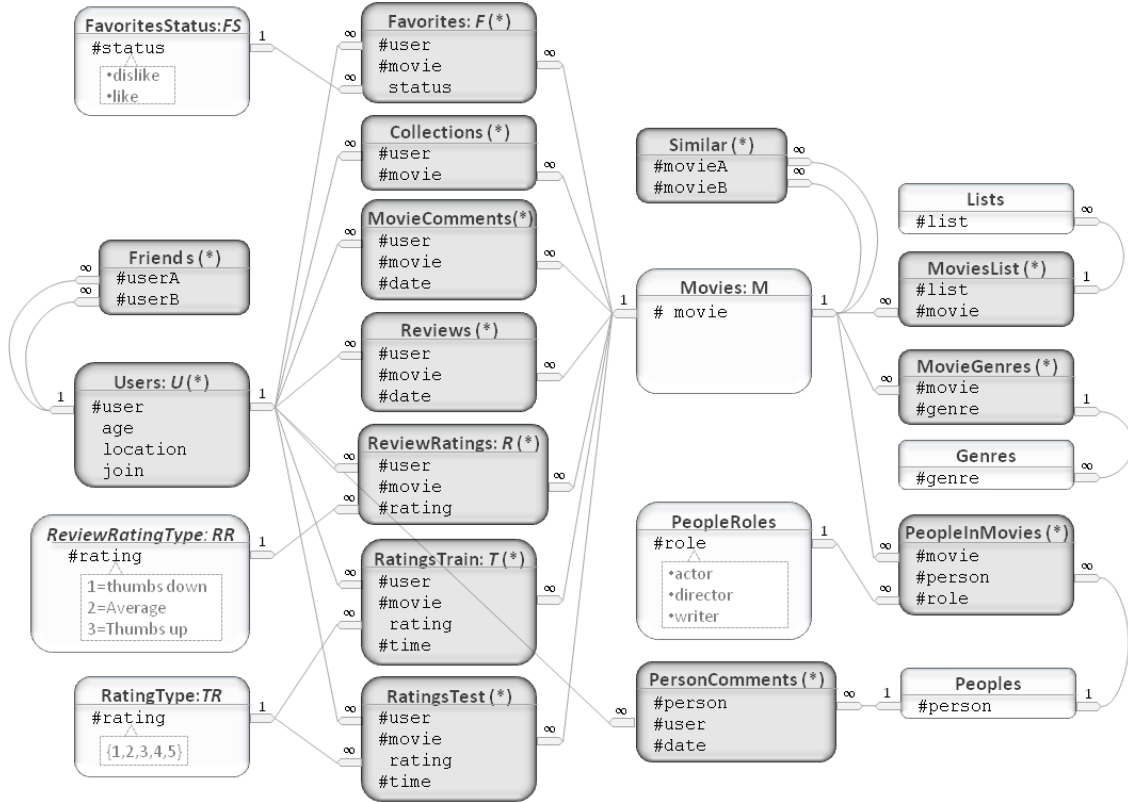 FavoritesStatus:FS
#status
•dislike
•like
1
∞
∞
Favorites: F(*)
#user
#movie
status
∞
Collections (*)
#user
#movie
∞
∞
MovieComments(*)
#user
#movie
#date
∞
∞
Friends (*)
#userA
#userB
∞
∞
Users: U(*)
#user
age
location
join
1
1
Reviews (*)
#user
#movie
#date
∞
∞
ReviewRatings: R (*)
#user
#movie
#rating
∞
∞
∞
ReviewRatingType: RR
#rating
1=thumbs down
2=Average
3=Thumbs up
1
RatingsTrain: T (*)
#user
#movie
rating
#time
∞
∞
∞
RatingType:TR
#rating
{1,2,3,4,5}
1
RatingsTest (*)
#user
#movie
rating
#time
∞
∞
∞
Similar (*)
#movieA
#movieB
∞
∞
Movies: M
# movie
1
1
Lists
#list
∞
MoviesList (*)
#list
#movie
1
∞
MovieGenres (*)
#movie
#genre
∞
1
Genres
#genre
∞
PeopleRoles
#role
•actor
•director
•writer
1
PeopleInMovies (*)
#movie
#person
#role
∞
∞
∞
PersonComments (*)
#person
#user
#date
∞
∞
Peoples
#person
1
1